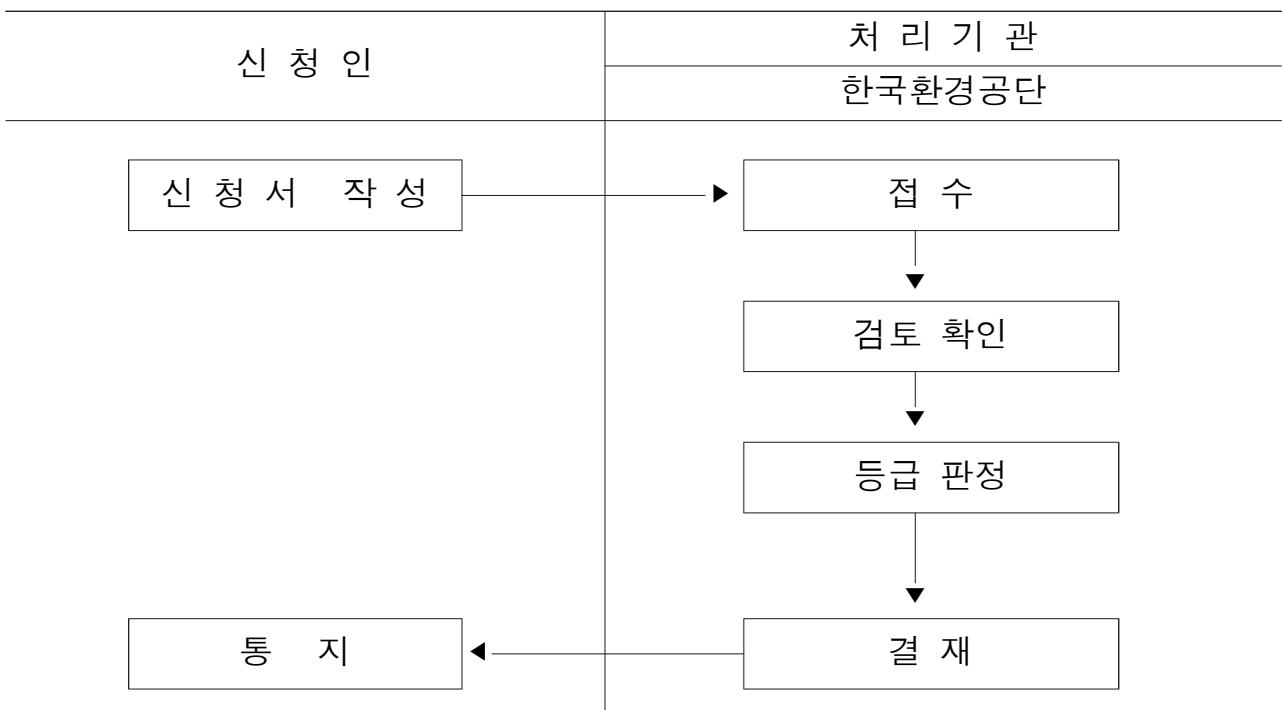 신 청 인
처 리 기 관
한국환경공단
신 청 서 작 성
접 수
검토 확인
등급 판정
통 지
결 재